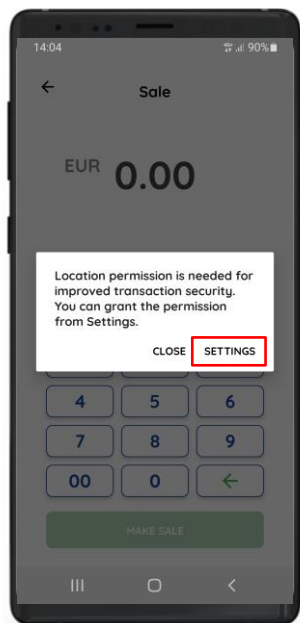 14:04 90%
← Sale
EUR 0.00
Location permission is needed for
improved transaction security.
You can grant the permission
from Settings.
CLOSE SETTINGS
4 5 6
7 8 9
00 0 ←
MAKE SALE